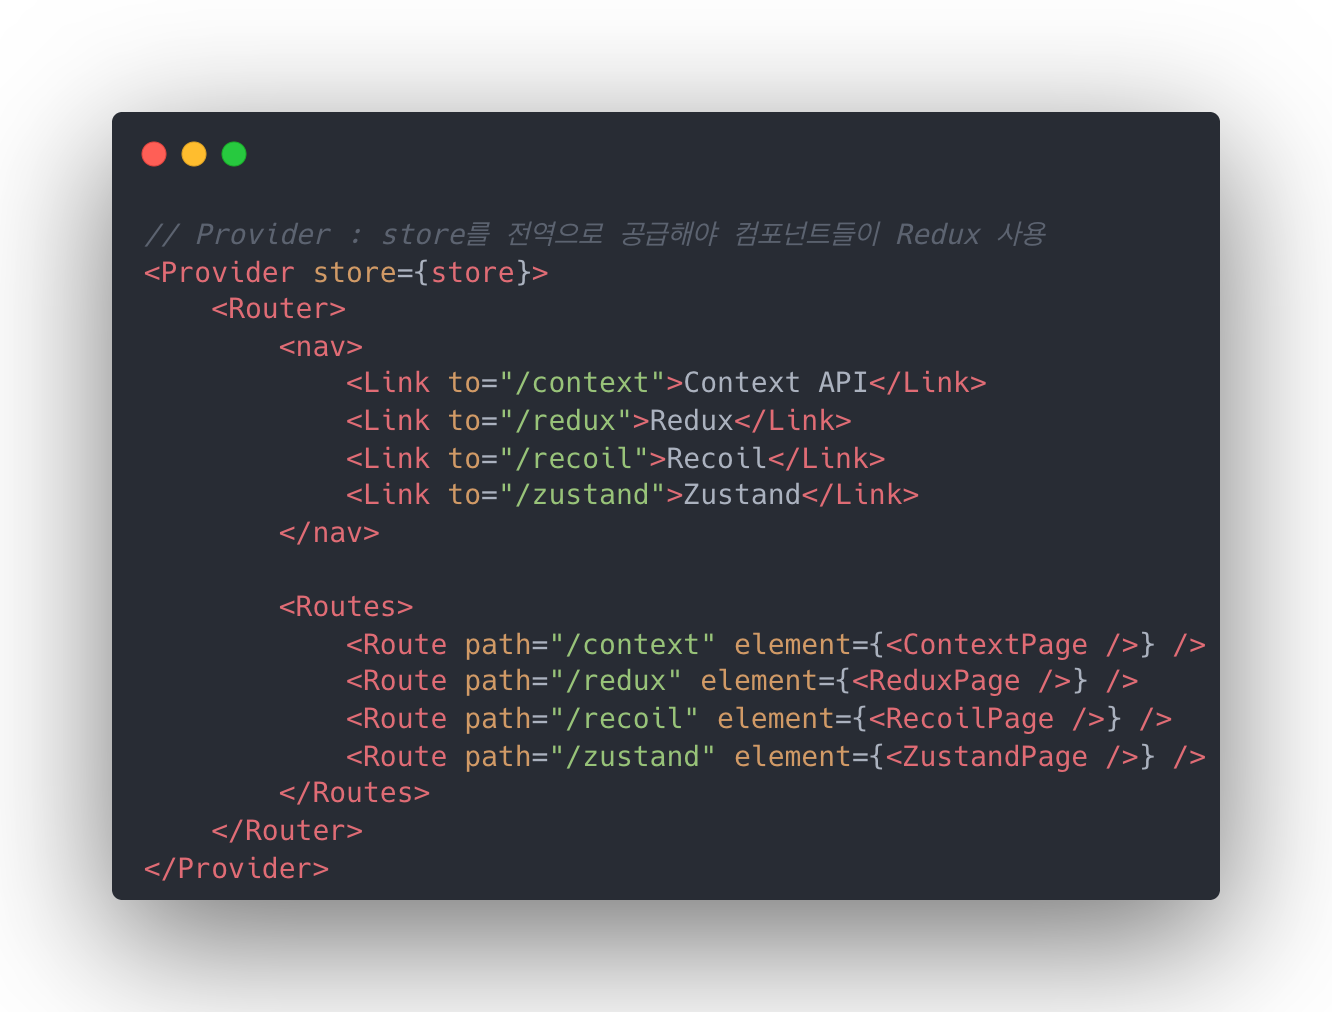 // Provider : store를 전역으로 공급해야 컴포넌트들이 Redux 사용
<Provider store={store}>
    <Router>
        <nav>
            <Link to="/context">Context API</Link>
            <Link to="/redux">Redux</Link>
            <Link to="/recoil">Recoil</Link>
            <Link to="/zustand">Zustand</Link>
        </nav>

        <Routes>
            <Route path="/context" element={<ContextPage />} />
            <Route path="/redux" element={<ReduxPage />} />
            <Route path="/recoil" element={<RecoilPage />} />
            <Route path="/zustand" element={<ZustandPage />} />
        </Routes>
    </Router>
</Provider>